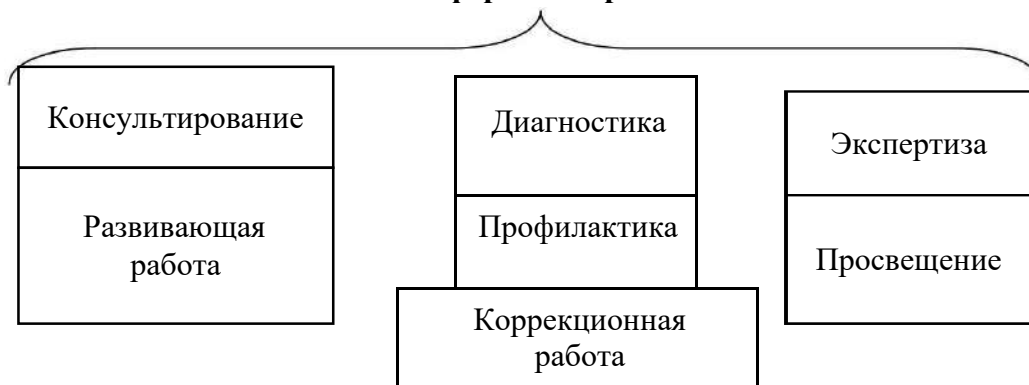 Консультирование
Развивающая
работа
Диагностика
Профилактика
Коррекционная
работа
Экспертиза
Просвещение